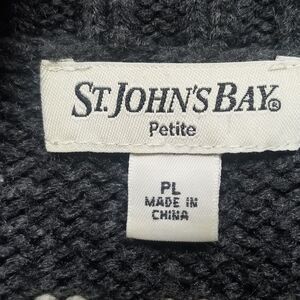 ST. JOHN'S BAY®
Petite
PL
MADE IN
CHINA